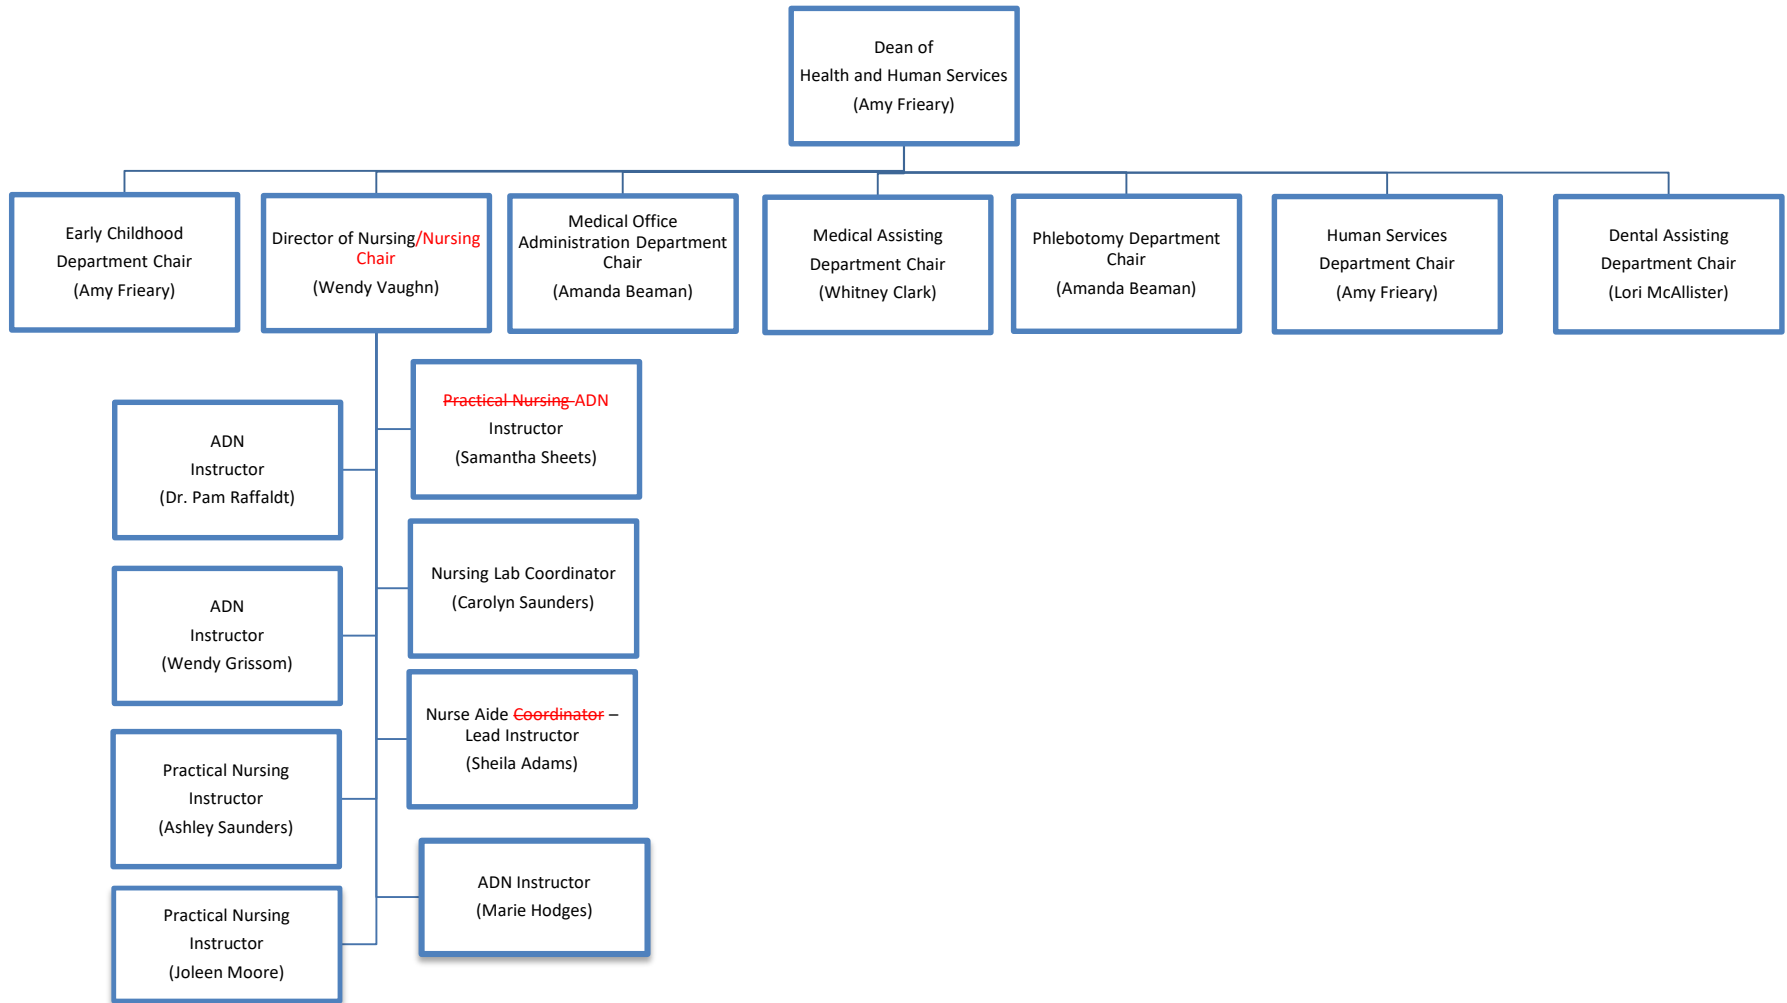 Dean of
Health and Human Services
(Amy Frieary)
Early Childhood
Department Chair
(Amy Frieary)
Director of Nursing/Nursing
Chair
(Wendy Vaughn)
Medical Office
Administration Department
Chair
(Amanda Beaman)
Medical Assisting
Department Chair
(Whitney Clark)
Phlebotomy Department
Chair
(Amanda Beaman)
Human Services
Department Chair
(Amy Frieary)
Dental Assisting
Department Chair
(Lori McAllister)
Practical Nursing ADN
Instructor
(Samantha Sheets)
ADN
Instructor
(Dr. Pam Raffaldt)
Nursing Lab Coordinator
(Carolyn Saunders)
ADN
Instructor
(Wendy Grissom)
Nurse Aide Coordinator –
Lead Instructor
(Sheila Adams)
Practical Nursing
Instructor
(Ashley Saunders)
ADN Instructor
(Marie Hodges)
Practical Nursing
Instructor
(Joleen Moore)